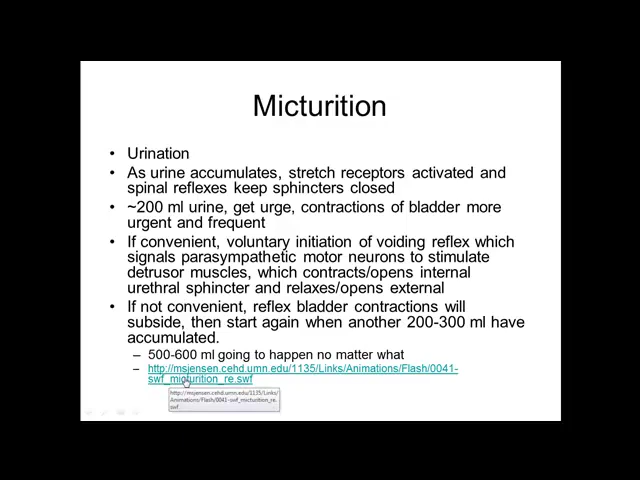 Micturition
• Urination
• As urine accumulates, stretch receptors activated and
spinal reflexes keep sphincters closed
• ~200 ml urine, get urge, contractions of bladder more
urgent and frequent
• If convenient, voluntary initiation of voiding reflex which
signals parasympathetic motor neurons to stimulate
detrusor muscles, which contracts/opens internal
urethral sphincter and relaxes/opens external
• If not convenient, reflex bladder contractions will
subside, then start again when another 200-300 ml have
accumulated.
– 500-600 ml going to happen no matter what
– http://msjensen.cehd.umn.edu/1135/Links/Animations/Flash/0041-
swf_micturition_re.swf
http://msjensen.cehd.umn.edu/1135/Links/
Animations/Flash/0041-swf_micturition_re.
swf